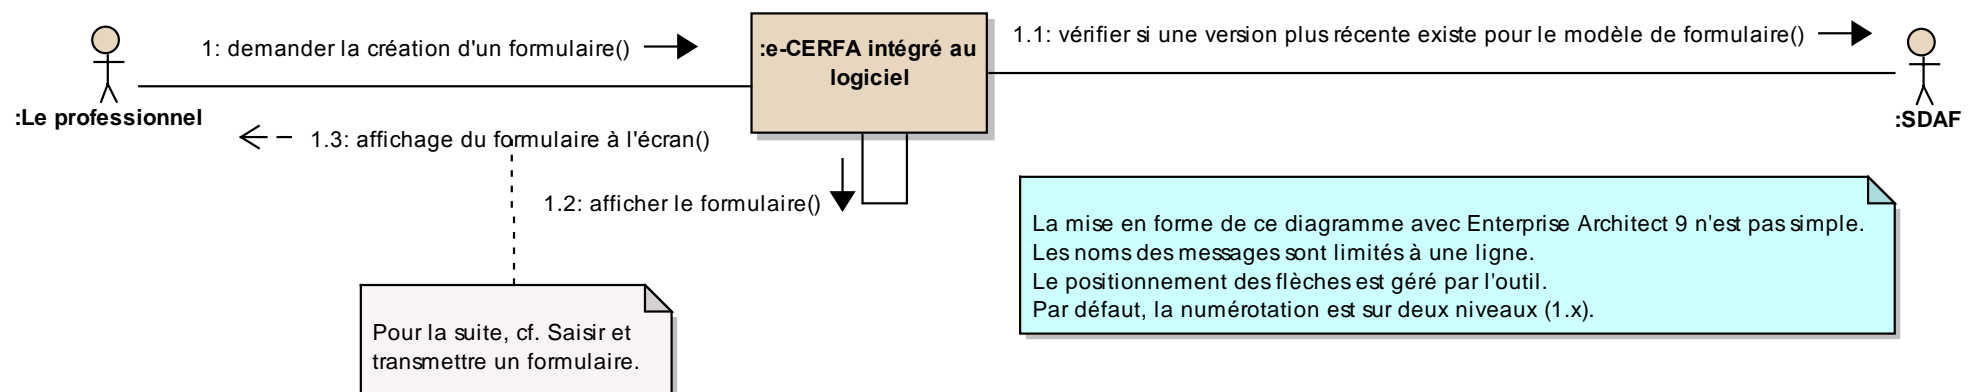 1: demander la création d'un formulaire()
:e-CERFA intégré au
logiciel
1.1: vérifier si une version plus récente existe pour le modèle de formulaire()
:Le professionnel
:SDAF
1.3: affichage du formulaire à l'écran()
1.2: afficher le formulaire()
La mise en forme de ce diagramme avec Enterprise Architect 9 n'est pas simple.
Les noms des messages sont limités à une ligne.
Le positionnement des flèches est géré par l'outil.
Par défaut, la numérotation est sur deux niveaux (1.x).
Pour la suite, cf. Saisir et
transmettre un formulaire.